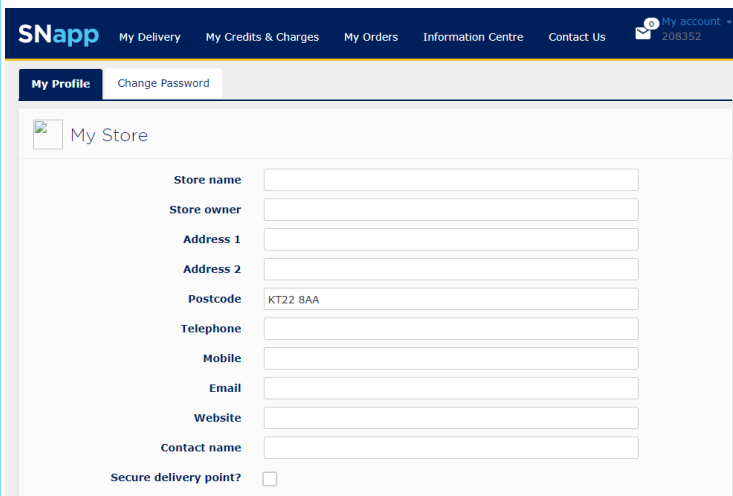 SNapp My Delivery My Credits & Charges My Orders Information Centre Contact Us 0 My account
208352
My Profile Change Password
My Store
Store name
Store owner
Address 1
Address 2
Postcode KT22 8AA
Telephone
Mobile
Email
Website
Contact name
Secure delivery point?